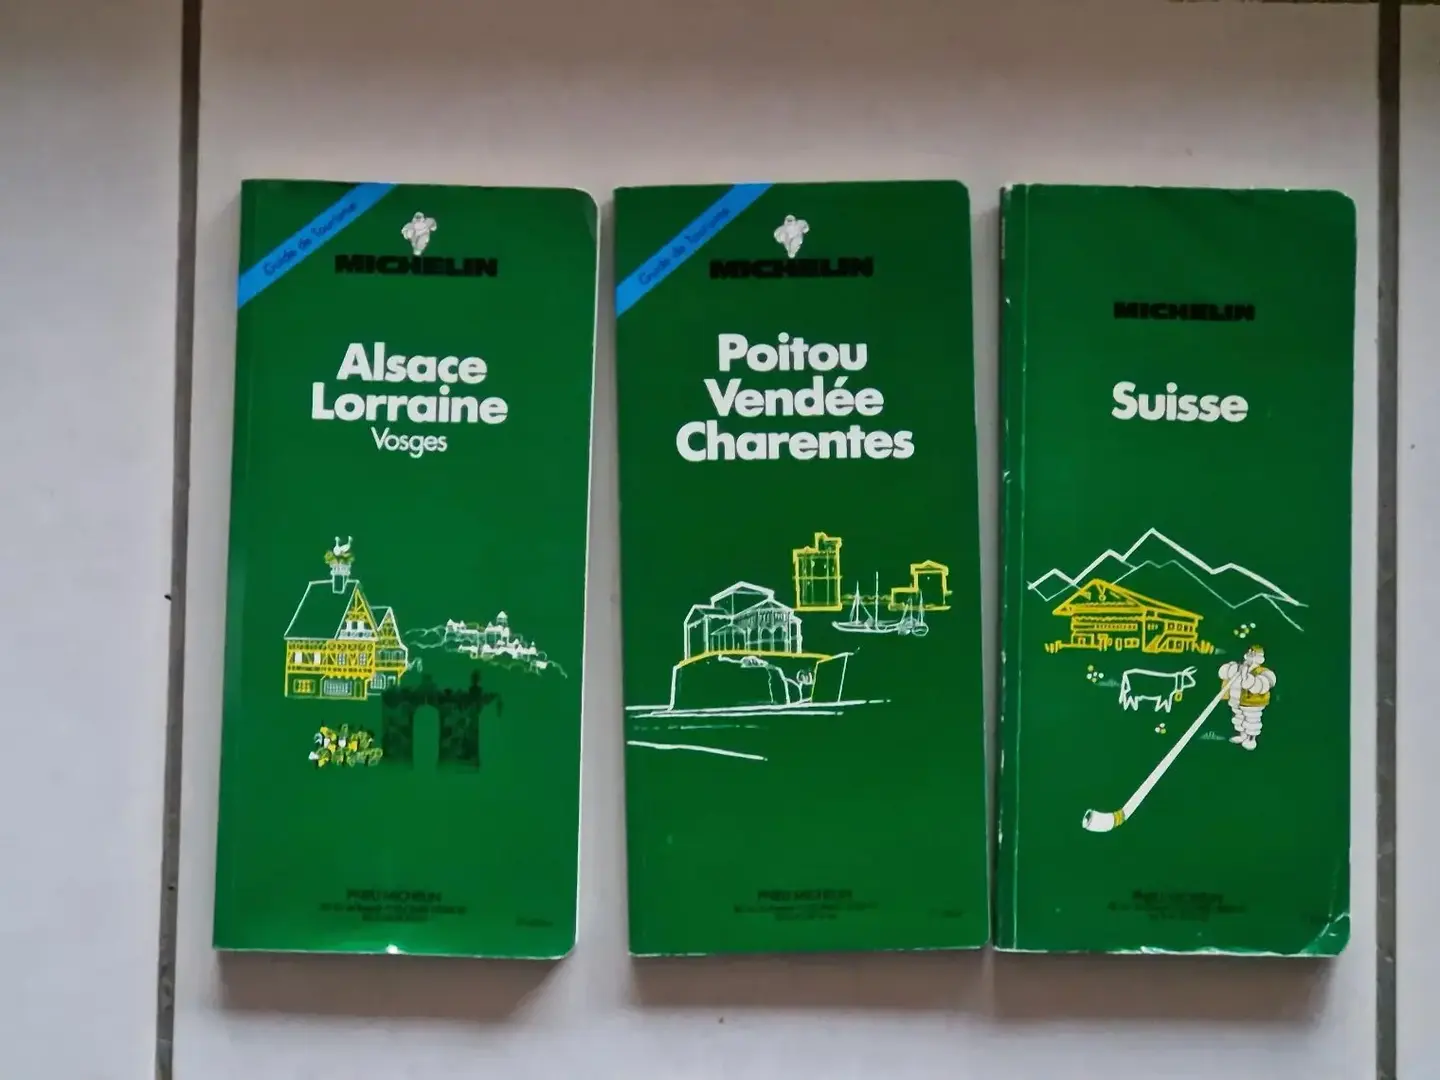 Guide de Tourisme
MICHELIN
Alsace
Lorraine
Vosges
PNEU MICHELIN
Guide de Tourisme
MICHELIN
Poitou
Vendée
Charentes
PNEU MICHELIN
MICHELIN
Suisse